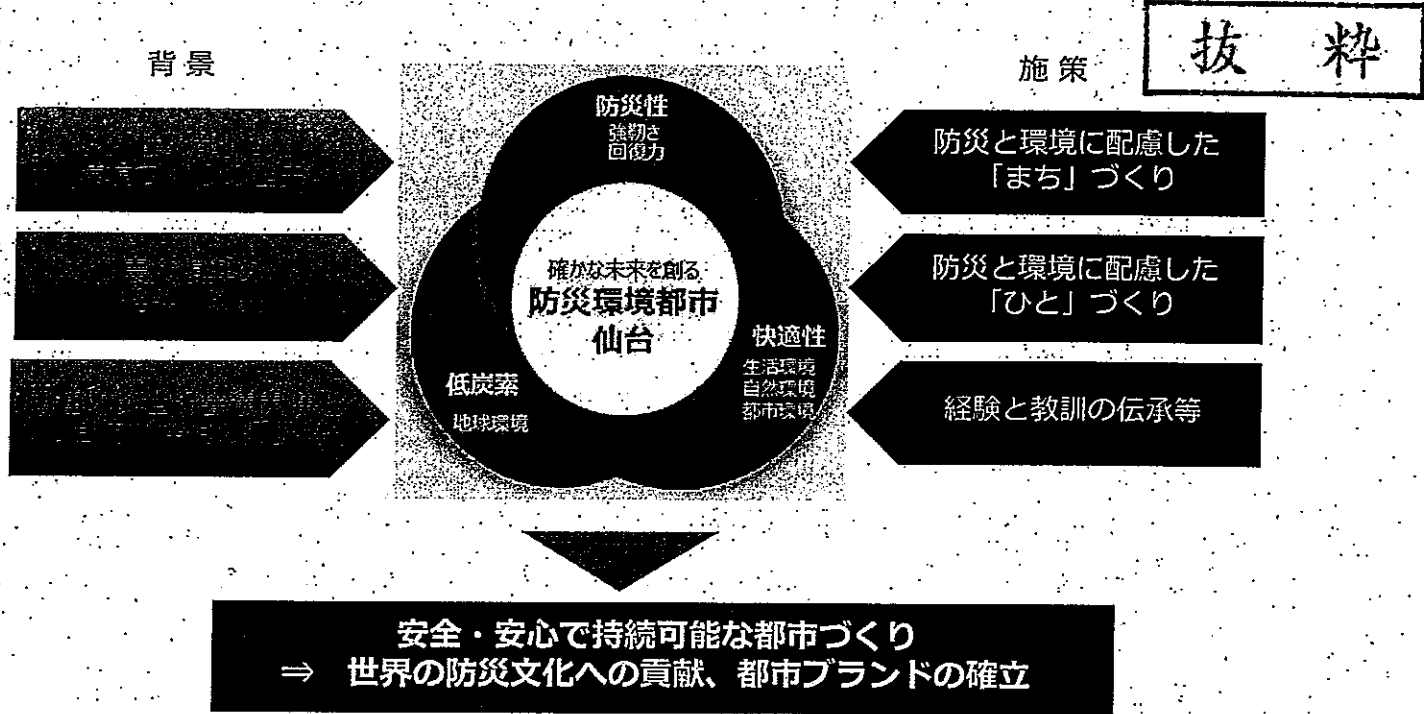 抜 粋
背景
施策
防災性
強靭さ
回復力
確かな未来を創る
防災環境都市
仙台
低炭素
地球環境
快適性
生活環境
自然環境
都市環境
防災と環境に配慮した
「まち」づくり
防災と環境に配慮した
「ひと」づくり
経験と教訓の伝承等
安全・安心で持続可能な都市づくり
⇒ 世界の防災文化への貢献、都市ブランドの確立